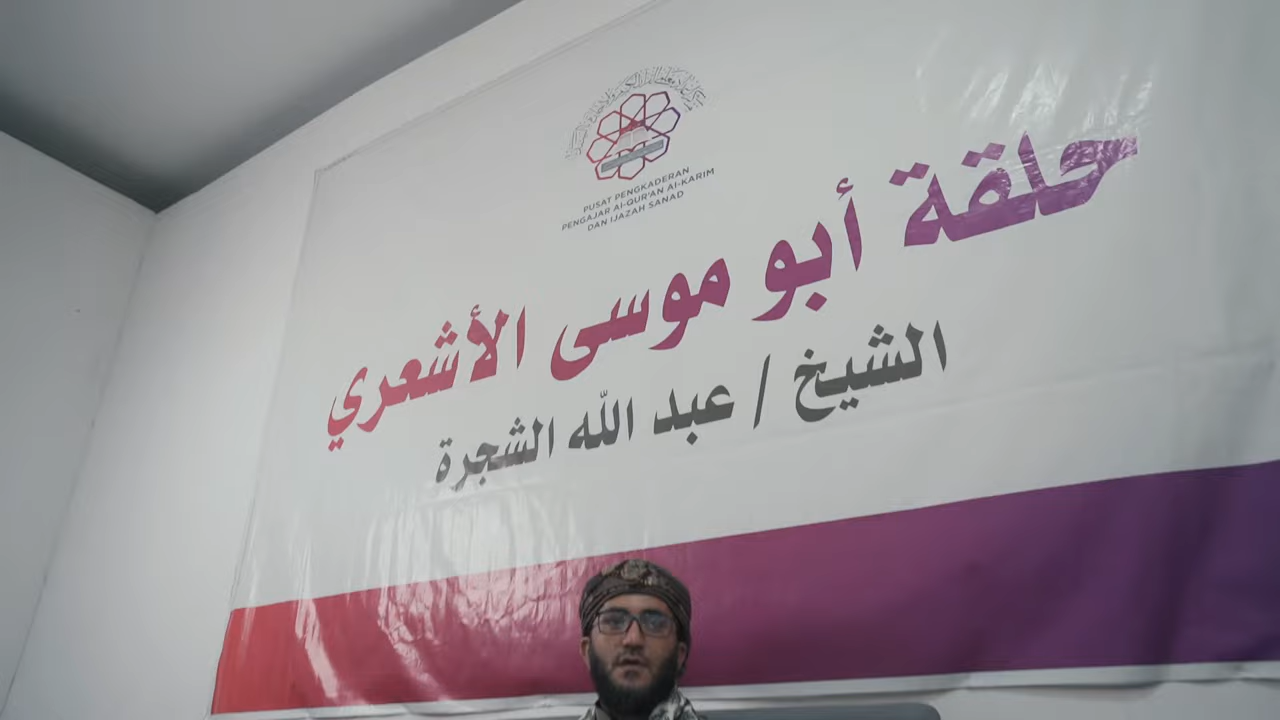 PUSAT PENGKADERAN
PENGAJAR Al-QUR'AN Al-KARIM
DAN IJAZAH SANAD
حلقة أبو موسى الأشعري
الشيخ / عبد الله الشجرة